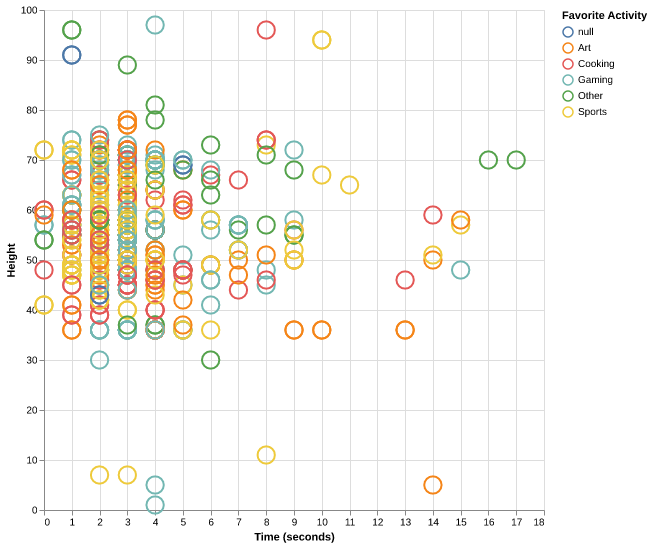 Favorite Activity
null
Art
Cooking
Gaming
Other
Sports
Height
100
90
80
70
60
50
40
30
20
10
0
0 1 2 3 4 5 6 7 8 9 10 11 12 13 14 15 16 17 18
Time (seconds)